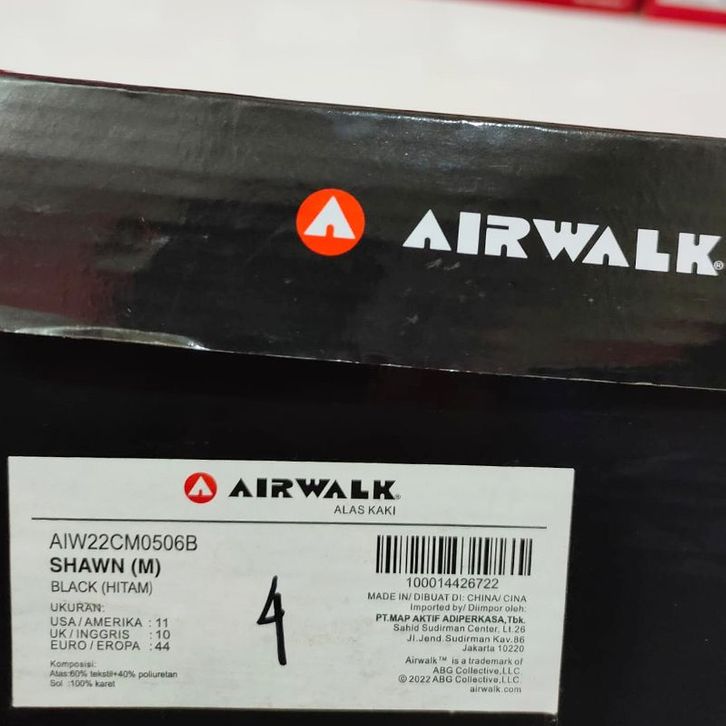 AIRWALK®
AIRWALK®
ALAS KAKI
AIW22CM0506B
SHAWN (M)
BLACK (HITAM)
UKURAN:
USA / AMERIKA : 11
UK / INGGRIS : 10
EURO / EROPA : 44
Komposisi:
Atas:60% tekstil+40% poliuretan
Sol :100% karet
4
100014426722
MADE IN/ DIBUAT DI: CHINA/ CINA
Imported by/ Diimpor oleh:
PT.MAP AKTIF ADIPERKASA,Tbk.
Sahid Sudirman Center, Lt.26
Jl.Jend.Sudirman Kav.86
Jakarta 10220
Airwalk™ is a trademark of
ABG Collective,LLC.
© 2022 ABG Collective,LLC.
airwalk.com